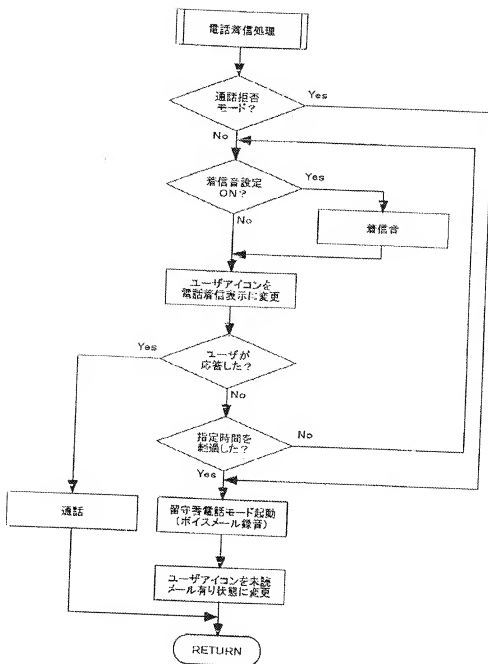 電話着信処理
通話拒否
モード?
Yes
No
着信音設定
ON?
Yes
No
着信音
ユーザアイコンを
電話着信表示に変更
ユーザが
応答した?
Yes
No
指定時間を
経過した?
No
Yes
通話
留守番電話モード起動
(ボイスメール録音)
ユーザアイコンを未読
メール有り状態に変更
RETURN